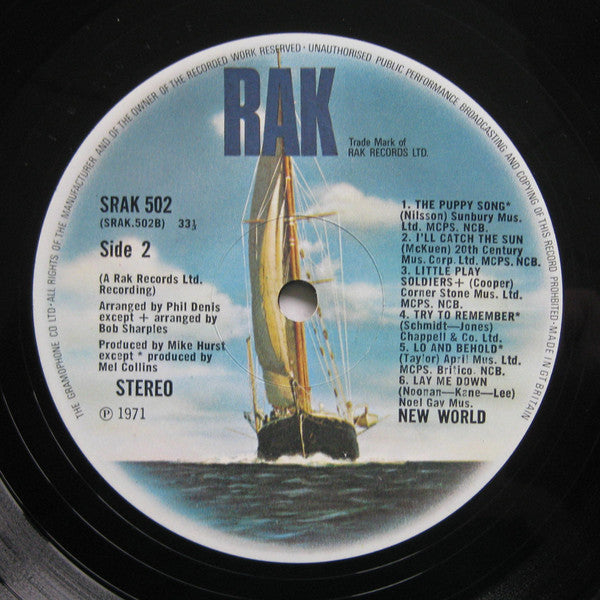 THE GRAMOPHONE CO LTD·ALL RIGHTS OF THE MANUFACTURER AND OF THE OWNER OF THE RECORDED WORK RESERVED · UNAUTHORISED PUBLIC PERFORMANCE BROADCASTING AND COPYING OF THIS RECORD PROHIBITED·MADE IN GT BRITAIN
RAK
Trade Mark of
RAK RECORDS LTD.
SRAK 502
(SRAK.502B) 33⅓
Side 2
(A Rak Records Ltd.
Recording)
Arranged by Phil Denis
except + arranged by
Bob Sharples
Produced by Mike Hurst
except * produced by
Mel Collins
STEREO
Ⓟ 1971
1. THE PUPPY SONG*
(Nilsson) Sunbury Mus.
Ltd. MCPS. NCB.
2. I'LL CATCH THE SUN
(McKuen) 20th Century
Mus. Corp. Ltd. MCPS. NCB.
3. LITTLE PLAY
SOLDIERS+ (Cooper)
Corner Stone Mus. Ltd.
MCPS. NCB.
4. TRY TO REMEMBER*
(Schmidt—Jones)
Chappell & Co. Ltd.
5. LO AND BEHOLD*
(Taylor) April Mus. Ltd.
MCPS. Britico. NCB.
6. LAY ME DOWN
(Noonan—Kane—Lee)
Noel Gay Mus.
NEW WORLD